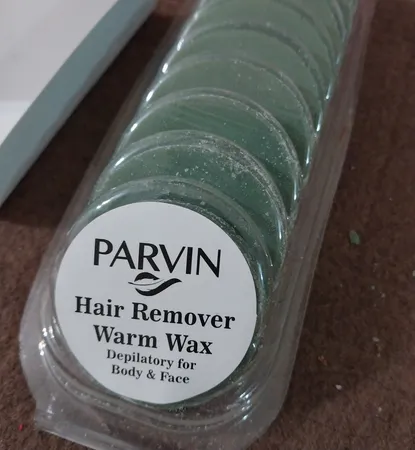 PARVIN
Hair Remover
Warm Wax
Depilatory for
Body & Face